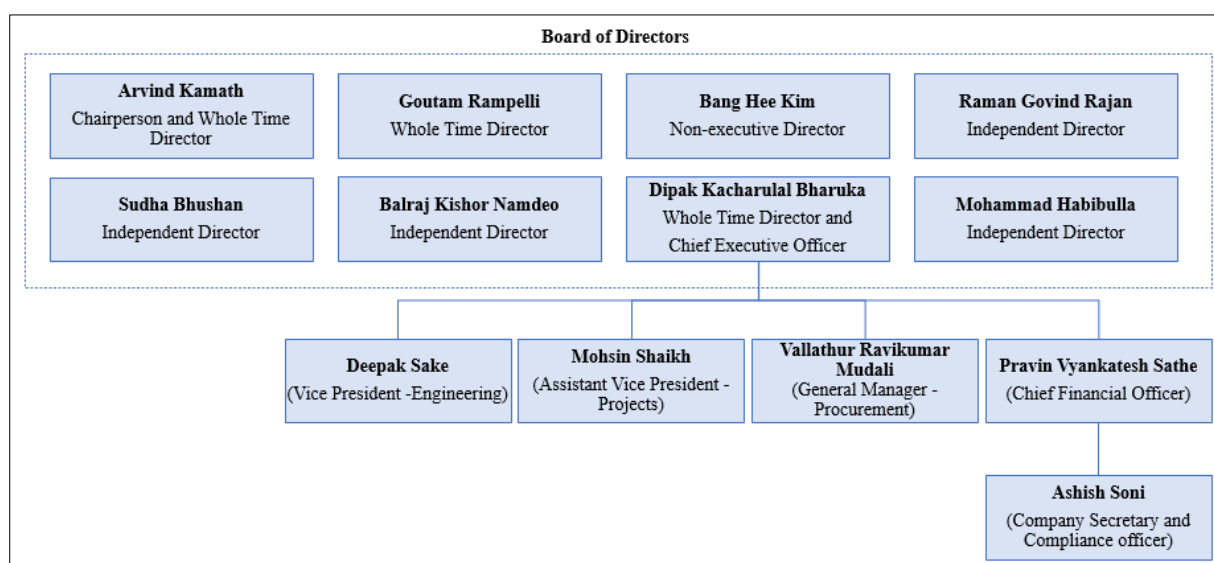 Board of Directors
Arvind Kamath
Chairperson and Whole Time
Director
Goutam Rampelli
Whole Time Director
Bang Hee Kim
Non-executive Director
Raman Govind Rajan
Independent Director
Sudha Bhushan
Independent Director
Balraj Kishor Namdeo
Independent Director
Dipak Kacharulal Bharuka
Whole Time Director and
Chief Executive Officer
Mohammad Habibulla
Independent Director
Deepak Sake
(Vice President -Engineering)
Mohsin Shaikh
(Assistant Vice President -
Projects)
Vallathur Ravikumar
Mudali
(General Manager -
Procurement)
Pravin Vyankatesh Sathe
(Chief Financial Officer)
Ashish Soni
(Company Secretary and
Compliance officer)